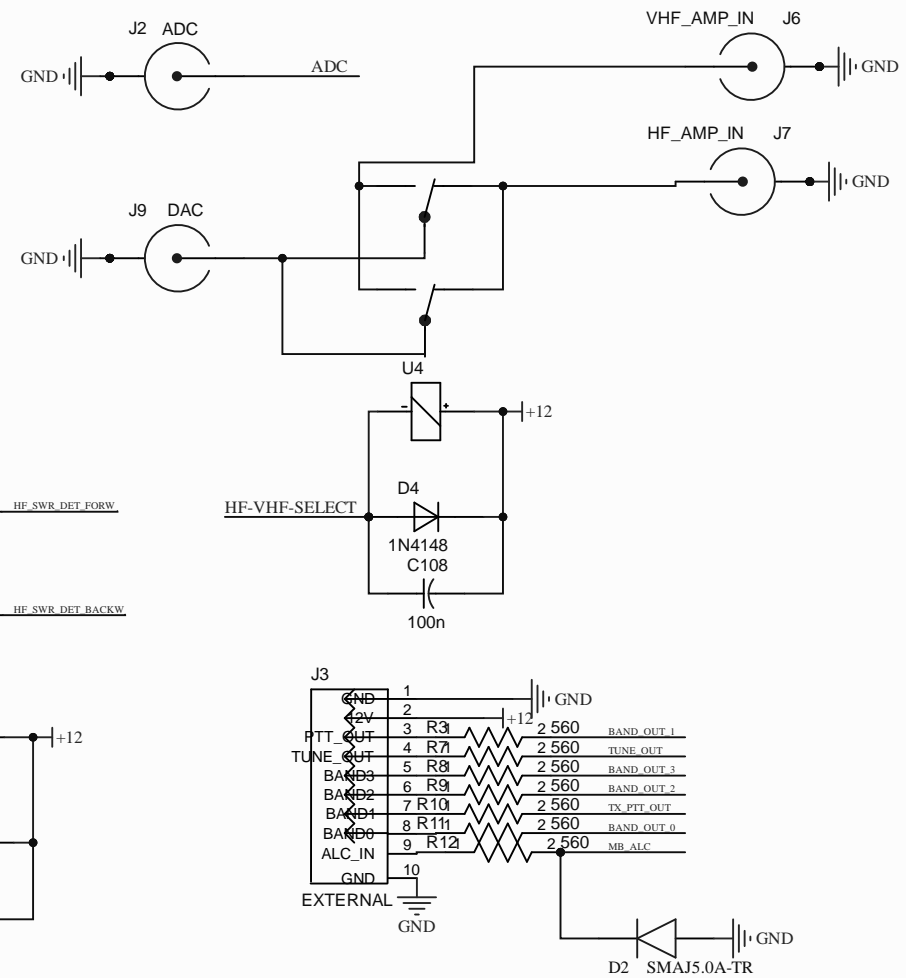 VHF_AMP_IN J6
J2 ADC
ADC
GND
GND
HF_AMP_IN J7
GND
J9 DAC
GND
U4
- +
+12
D4
HF-VHF-SELECT
1N4148
C108
100n
HF_SWR_DET_FORW
HF_SWR_DET_BACKW
+12
J3
GND 1 GND
12V 2 +12
PTT_OUT 3 R3 1 2 560 BAND_OUT_1
TUNE_OUT 4 R7 1 2 560 TUNE_OUT
BAND3 5 R8 1 2 560 BAND_OUT_3
BAND2 6 R9 1 2 560 BAND_OUT_2
BAND1 7 R10 1 2 560 TX_PTT_OUT
BAND0 8 R11 1 2 560 BAND_OUT_0
ALC_IN 9 R12 1 2 560 MB_ALC
GND 10
EXTERNAL
GND
GND
D2 SMAJ5.0A-TR